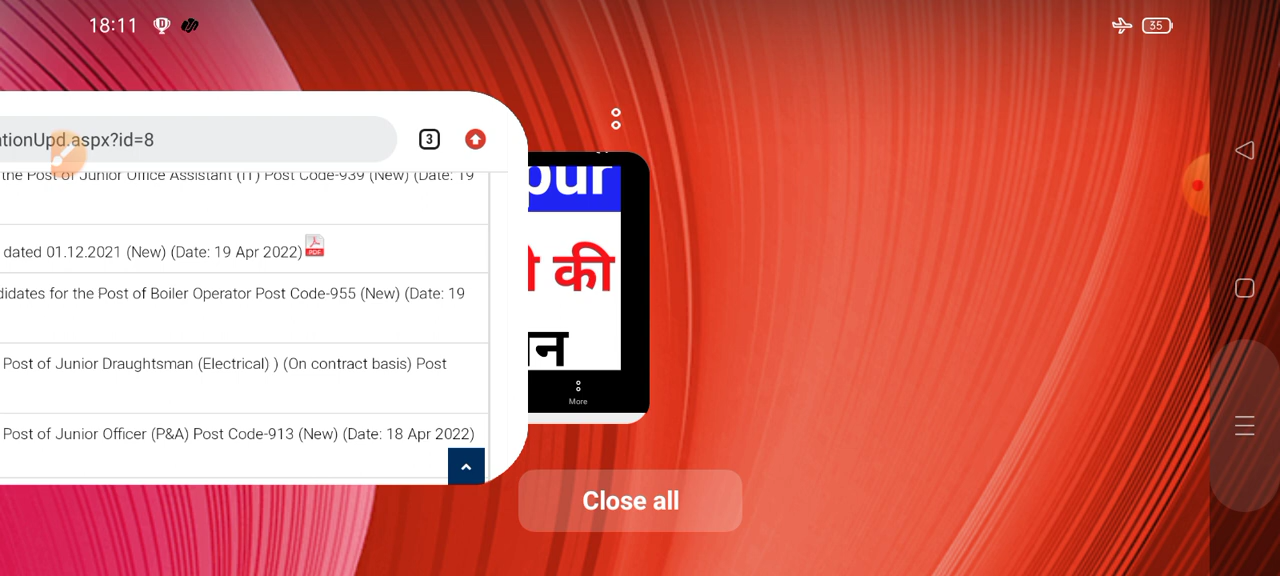 18:11
35
ationUpd.aspx?id=8
3
the Post of Junior Office Assistant (IT) Post Code-939 (New) (Date: 19
dated 01.12.2021 (New) (Date: 19 Apr 2022)
PDF
didates for the Post of Boiler Operator Post Code-955 (New) (Date: 19
Post of Junior Draughtsman (Electrical) ) (On contract basis) Post
Post of Junior Officer (P&A) Post Code-913 (New) (Date: 18 Apr 2022)
pur
की
न
More
Close all